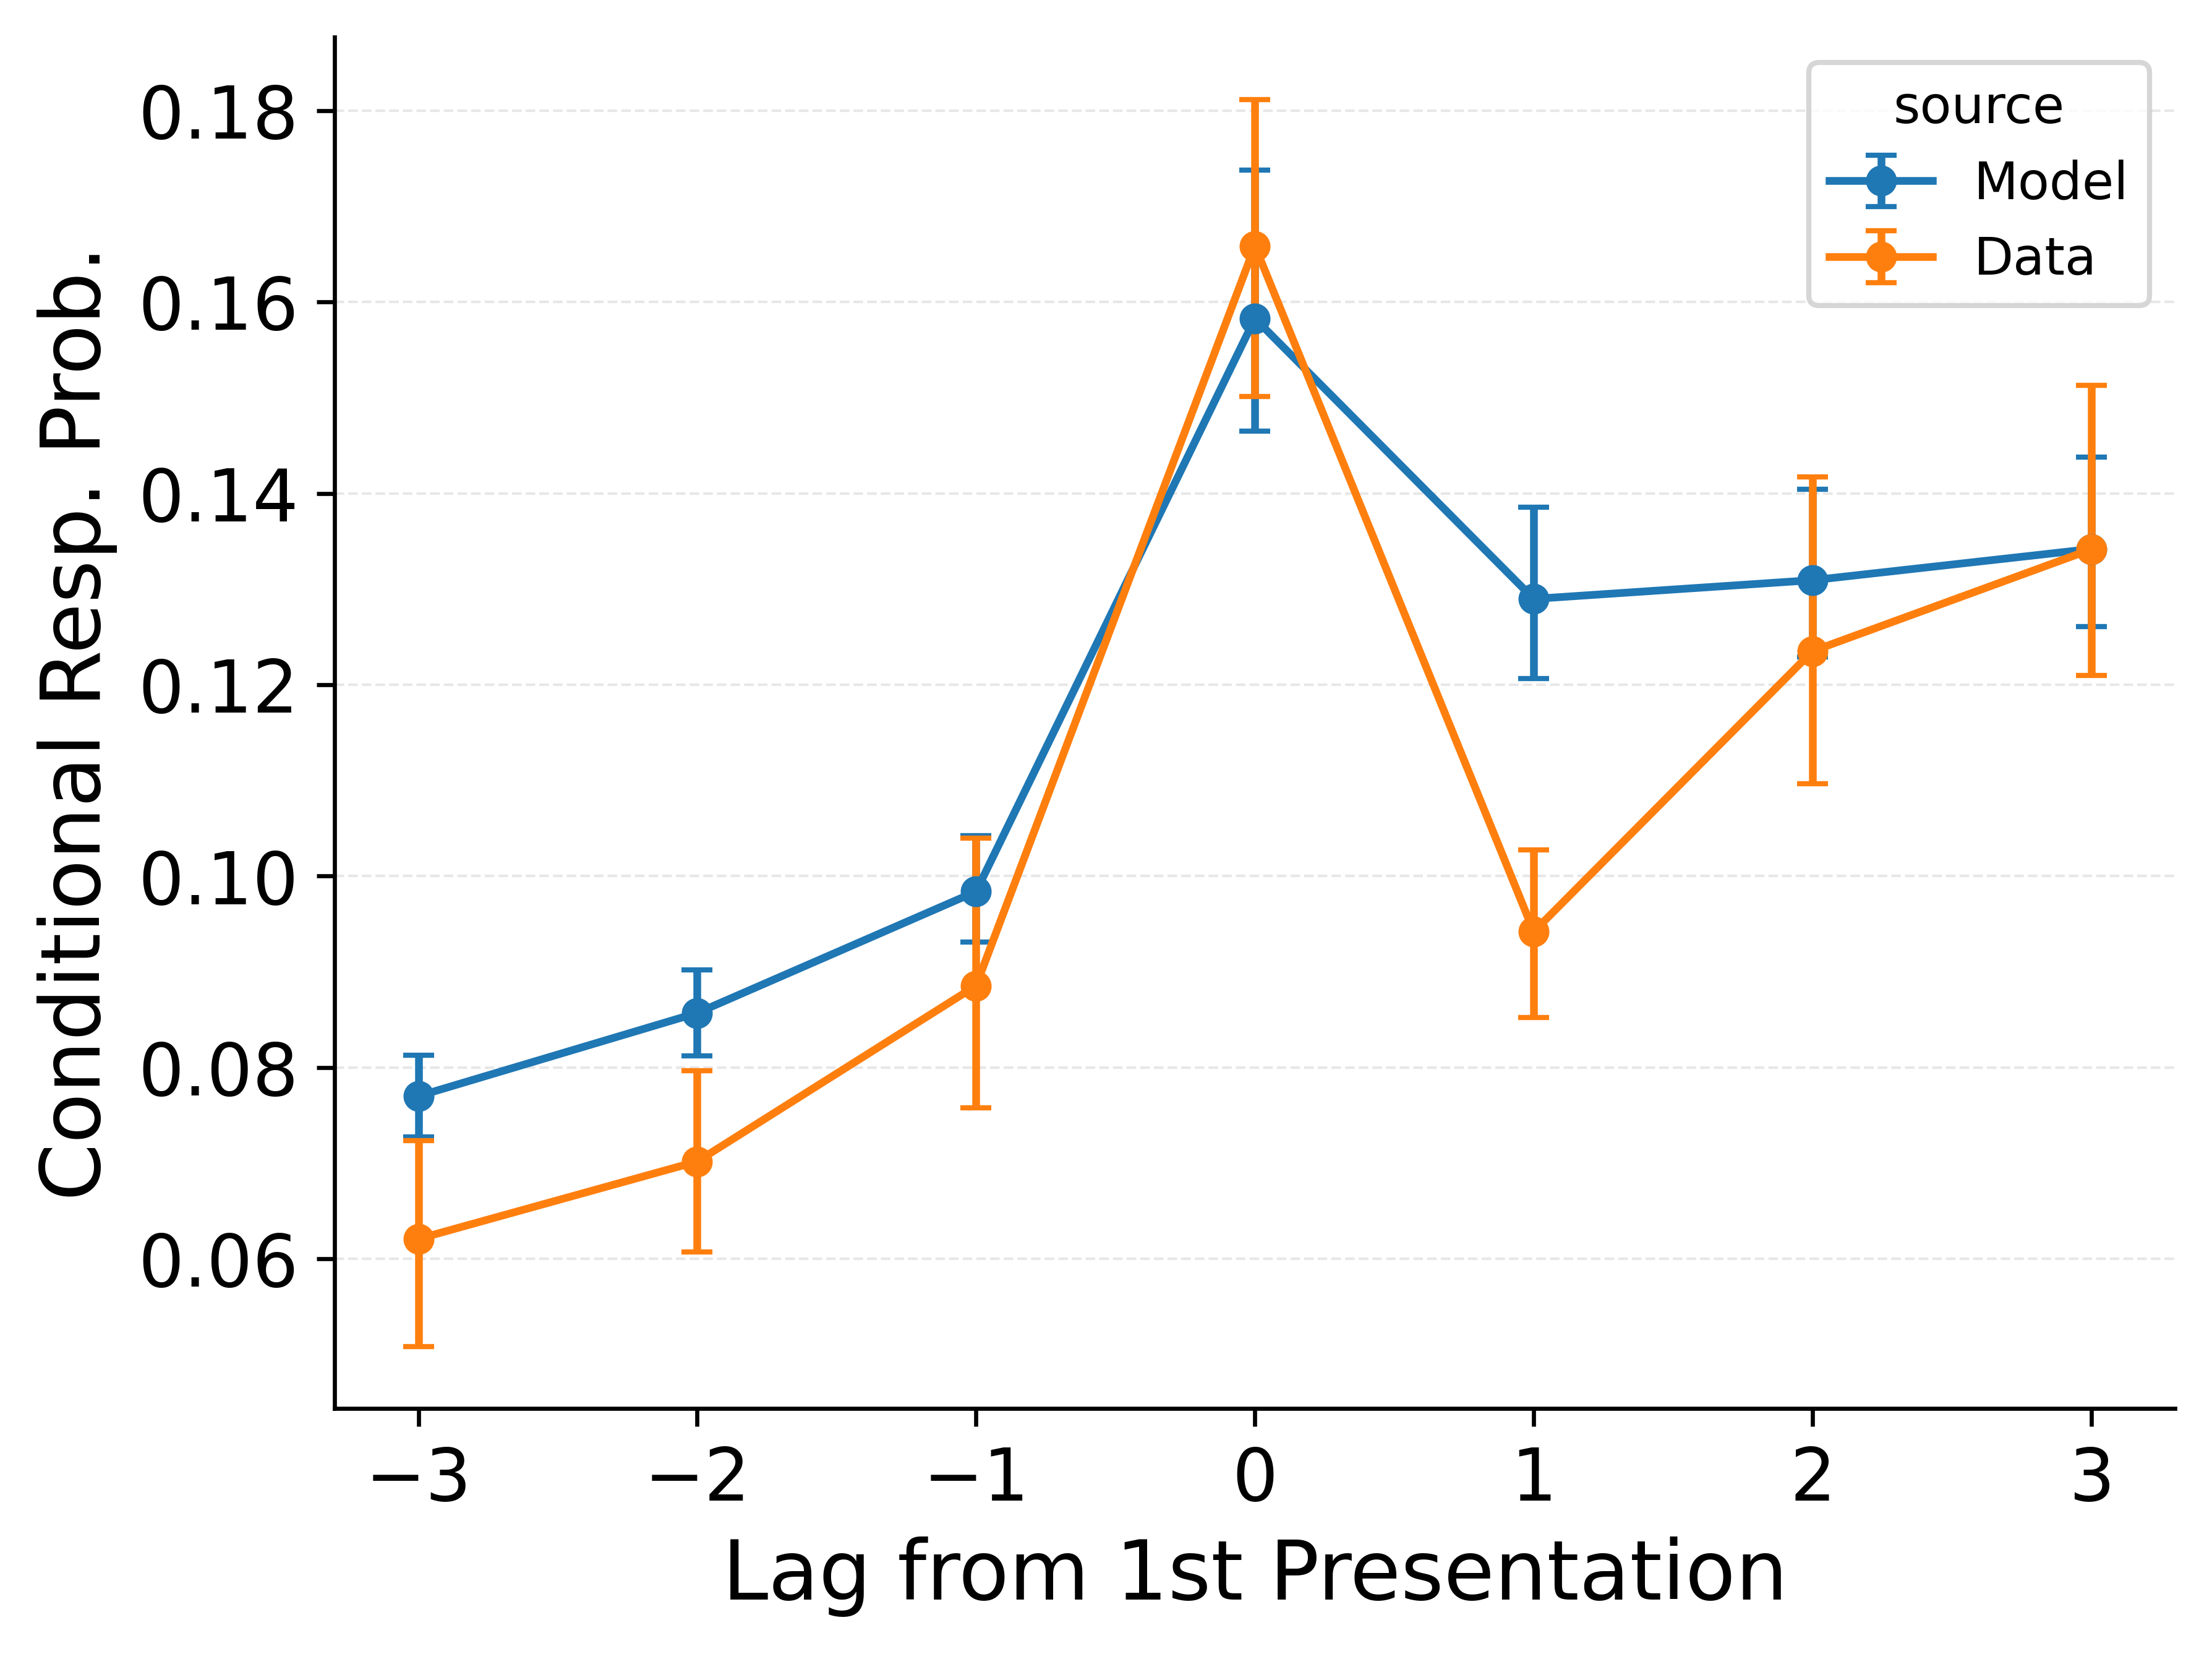 source
Model
Data
Conditional Resp. Prob.
0.18
0.16
0.14
0.12
0.10
0.08
0.06
−3 −2 −1 0 1 2 3
Lag from 1st Presentation